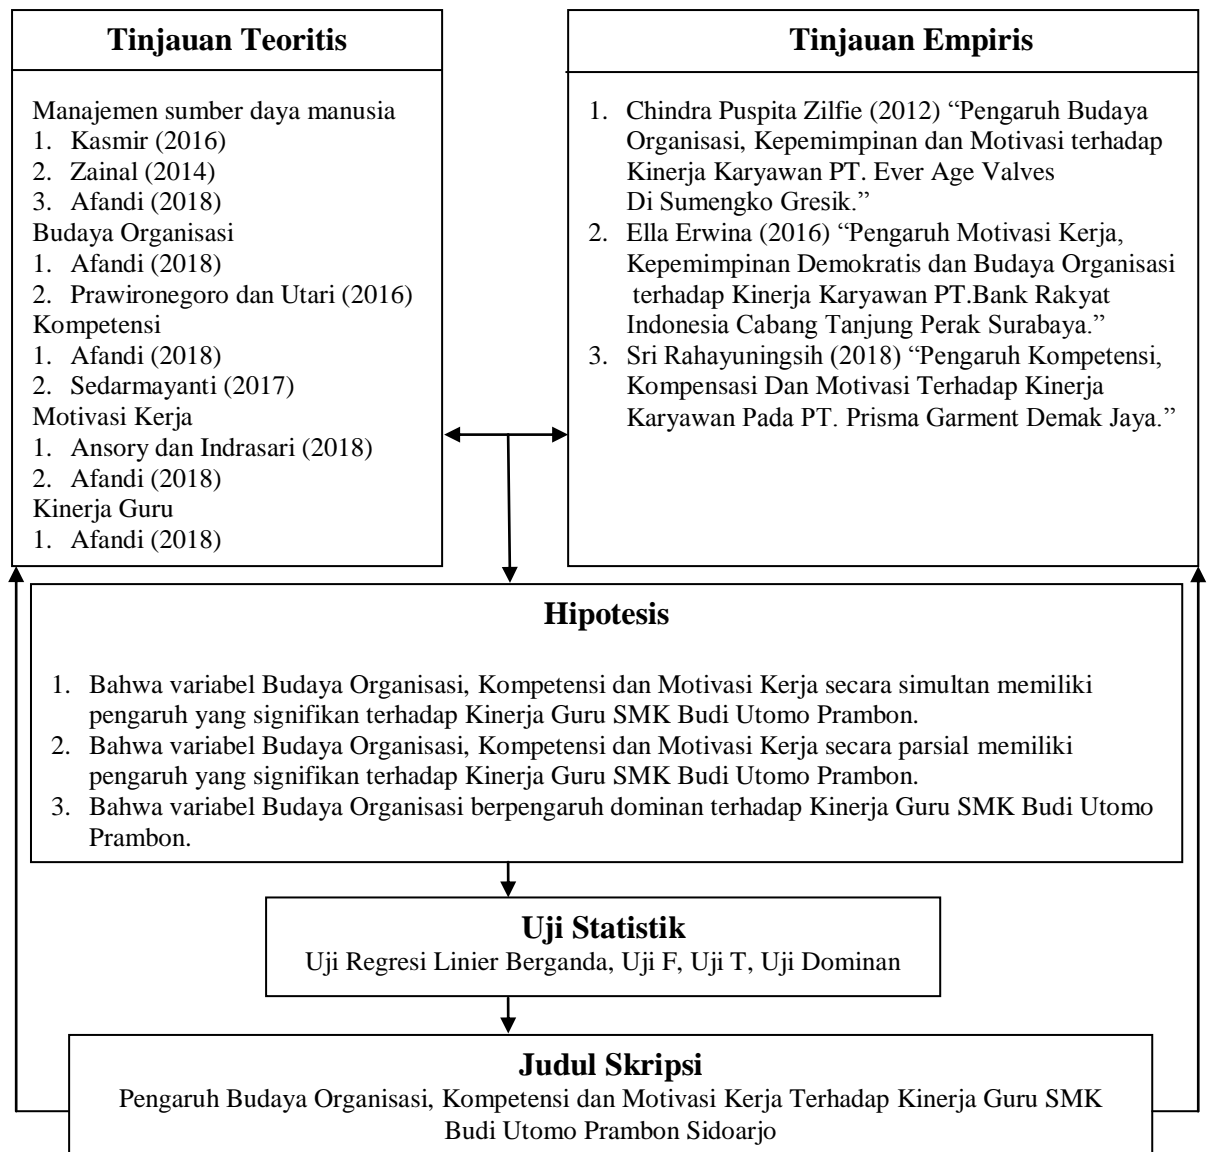 Tinjauan Teoritis
Manajemen sumber daya manusia
1. Kasmir (2016)
2. Zainal (2014)
3. Afandi (2018)
Budaya Organisasi
1. Afandi (2018)
2. Prawironegoro dan Utari (2016)
Kompetensi
1. Afandi (2018)
2. Sedarmayanti (2017)
Motivasi Kerja
1. Ansory dan Indrasari (2018)
2. Afandi (2018)
Kinerja Guru
1. Afandi (2018)
Tinjauan Empiris
1. Chindra Puspita Zilfie (2012) “Pengaruh Budaya
Organisasi, Kepemimpinan dan Motivasi terhadap
Kinerja Karyawan PT. Ever Age Valves
Di Sumengko Gresik.”
2. Ella Erwina (2016) “Pengaruh Motivasi Kerja,
Kepemimpinan Demokratis dan Budaya Organisasi
terhadap Kinerja Karyawan PT.Bank Rakyat
Indonesia Cabang Tanjung Perak Surabaya.”
3. Sri Rahayuningsih (2018) “Pengaruh Kompetensi,
Kompensasi Dan Motivasi Terhadap Kinerja
Karyawan Pada PT. Prisma Garment Demak Jaya.”
Hipotesis
1. Bahwa variabel Budaya Organisasi, Kompetensi dan Motivasi Kerja secara simultan memiliki
pengaruh yang signifikan terhadap Kinerja Guru SMK Budi Utomo Prambon.
2. Bahwa variabel Budaya Organisasi, Kompetensi dan Motivasi Kerja secara parsial memiliki
pengaruh yang signifikan terhadap Kinerja Guru SMK Budi Utomo Prambon.
3. Bahwa variabel Budaya Organisasi berpengaruh dominan terhadap Kinerja Guru SMK Budi Utomo
Prambon.
Uji Statistik
Uji Regresi Linier Berganda, Uji F, Uji T, Uji Dominan
Judul Skripsi
Pengaruh Budaya Organisasi, Kompetensi dan Motivasi Kerja Terhadap Kinerja Guru SMK
Budi Utomo Prambon Sidoarjo